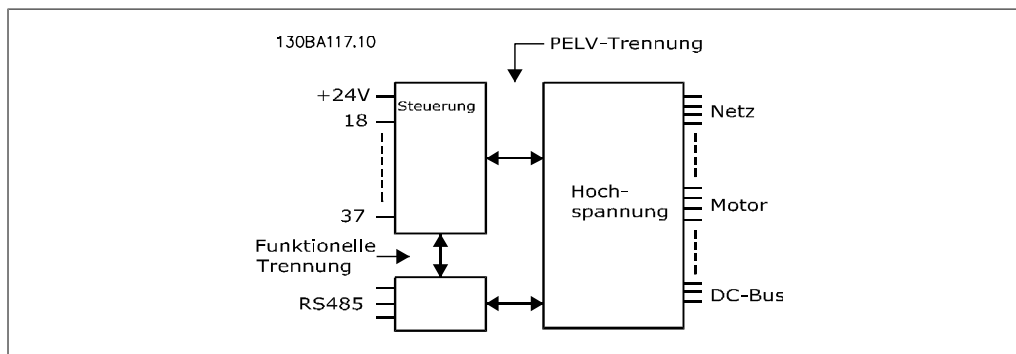 130BA117.10
PELV-Trennung
+24V
Steuerung
18
Netz
Hoch-
spannung
37
Motor
Funktionelle
Trennung
RS485
DC-Bus